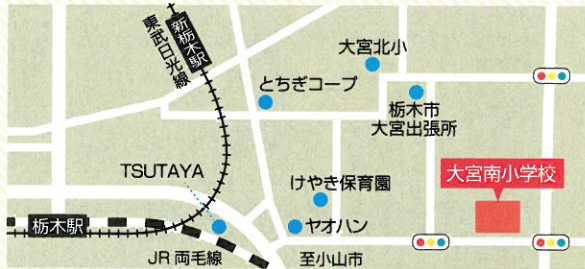 新栃木駅
東武日光線
大宮北小
とちぎコープ
栃木市
大宮出張所
TSUTAYA
けやき保育園
大宮南小学校
栃木駅
ヤオハン
JR 両毛線
至小山市